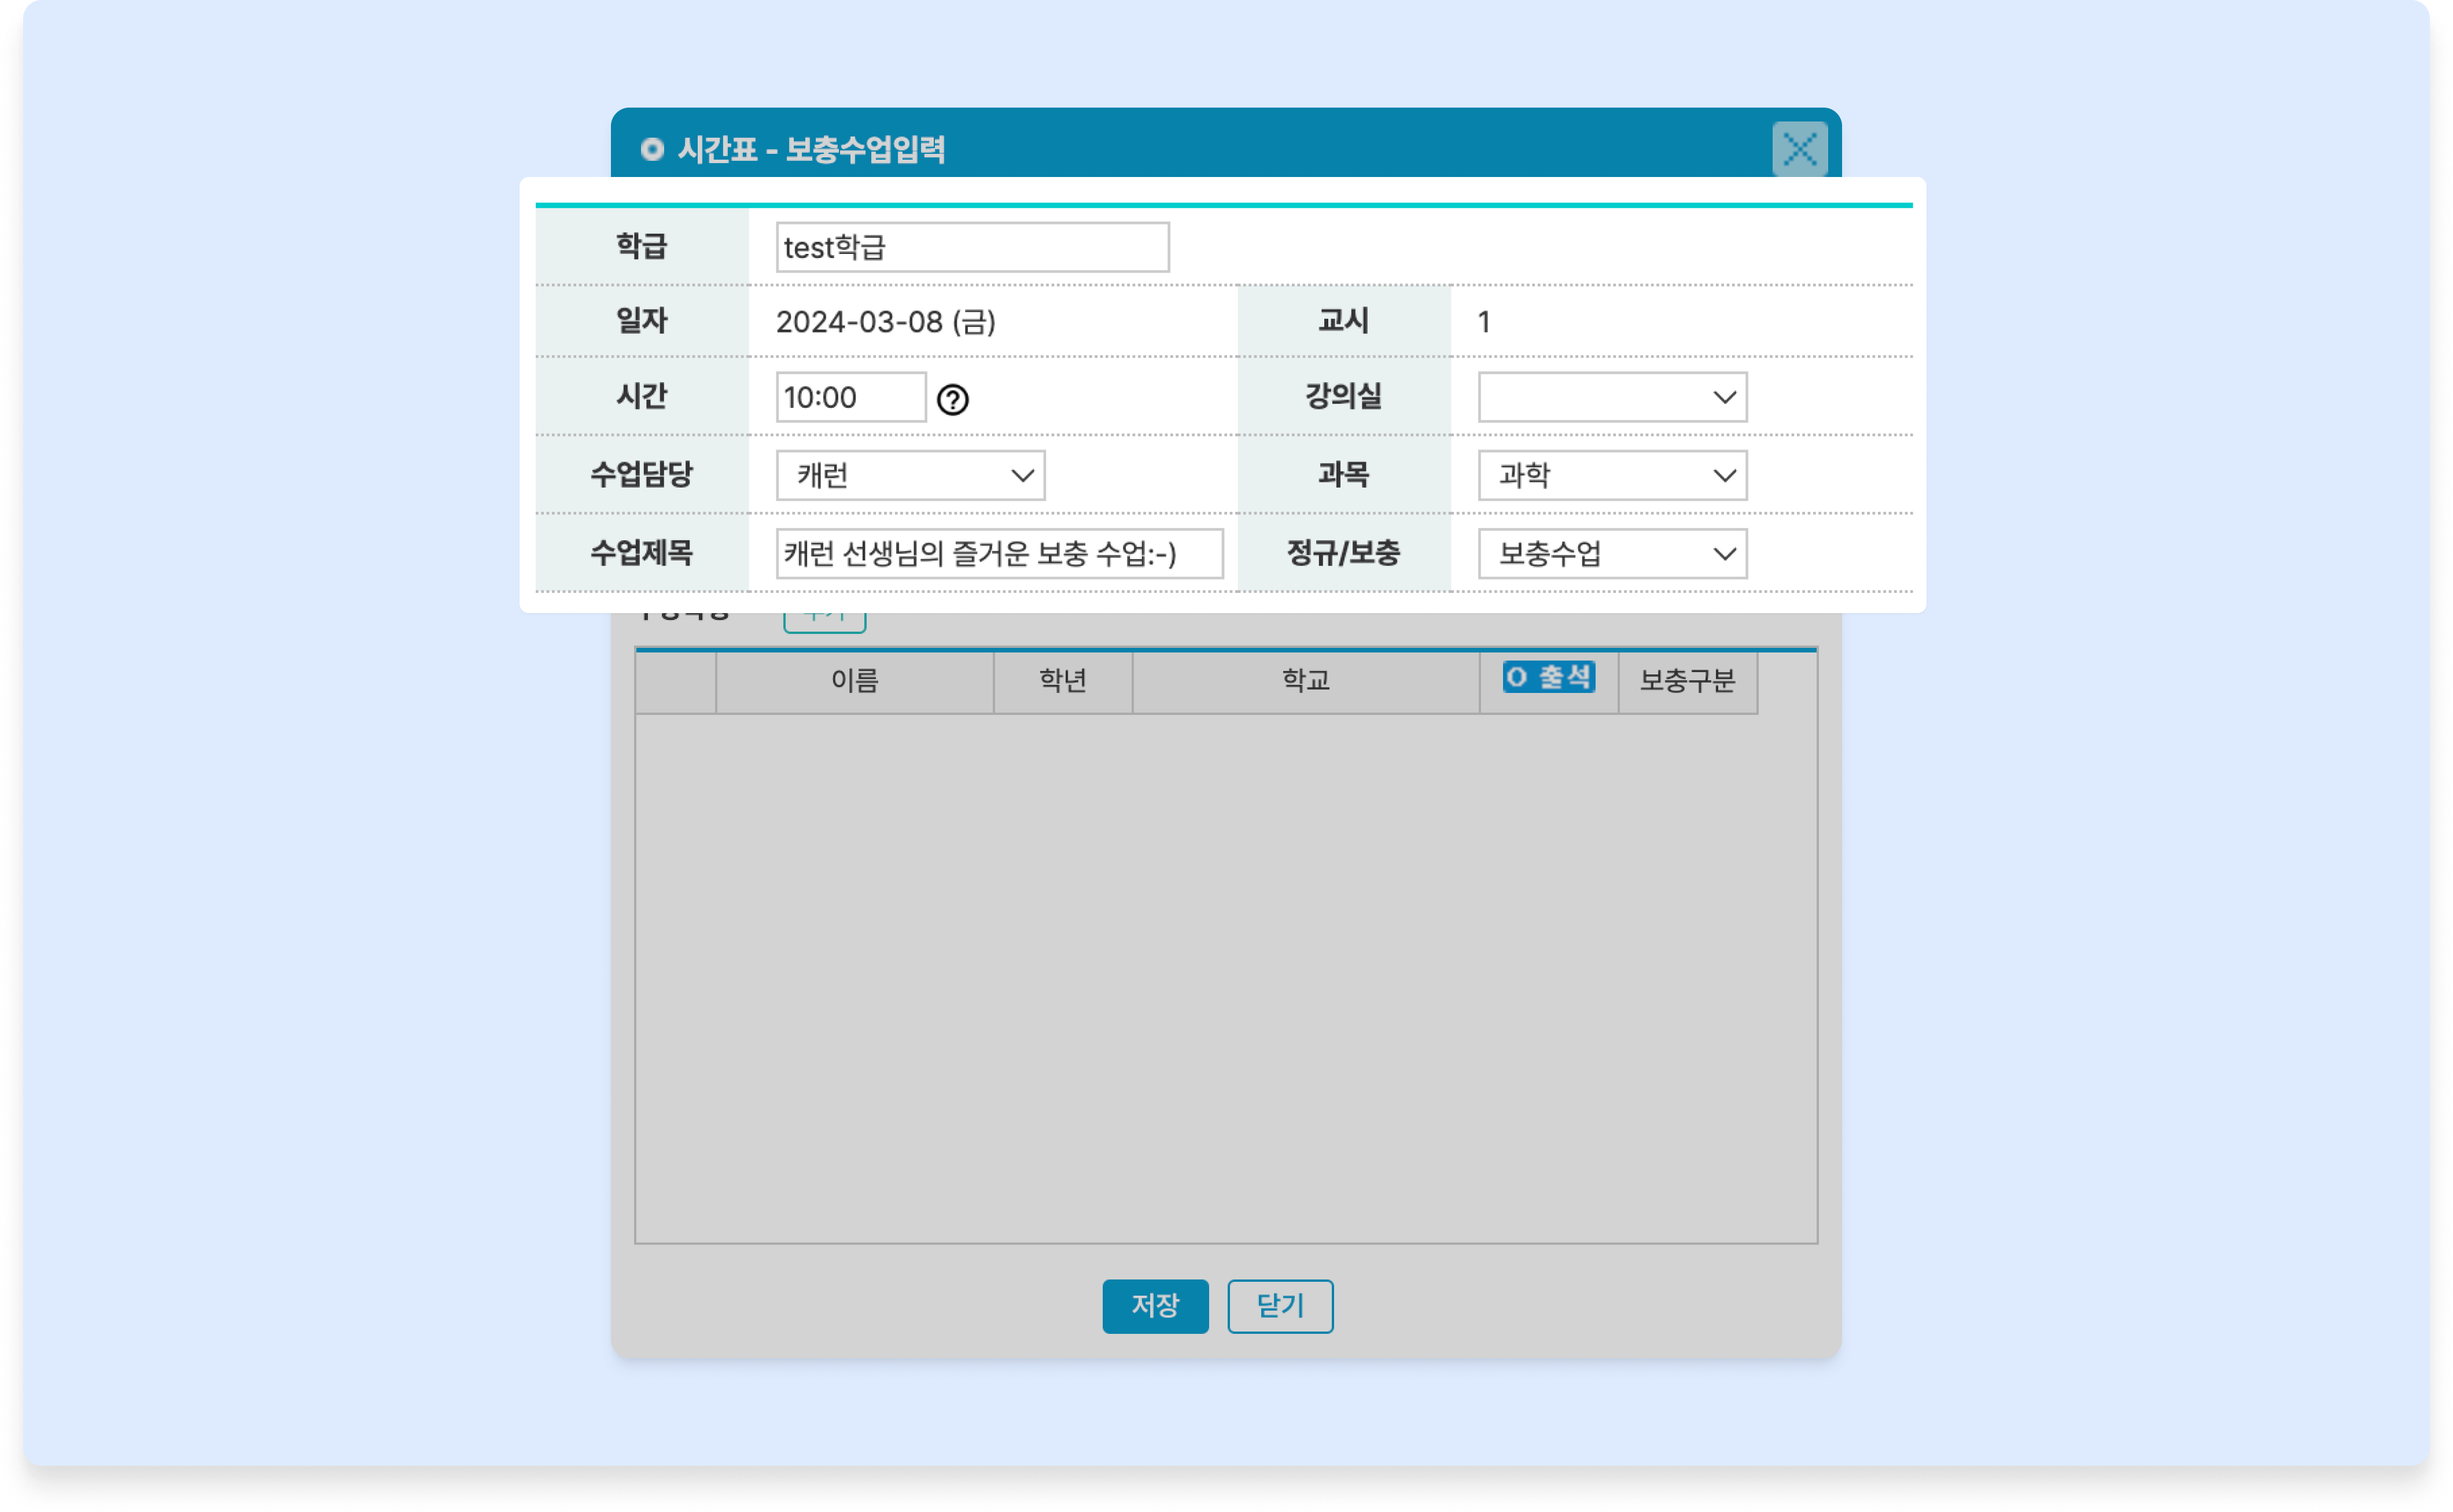 시간표 - 보충수업입력
학급 test학급
일자 2024-03-08 (금) 교시 1
시간 10:00 강의실
수업담당 캐런 과목 과학
수업제목 캐런 선생님의 즐거운 보충 수업:-) 정규/보충 보충수업
이름 학년 학교 O 출석 보충구분
저장 닫기